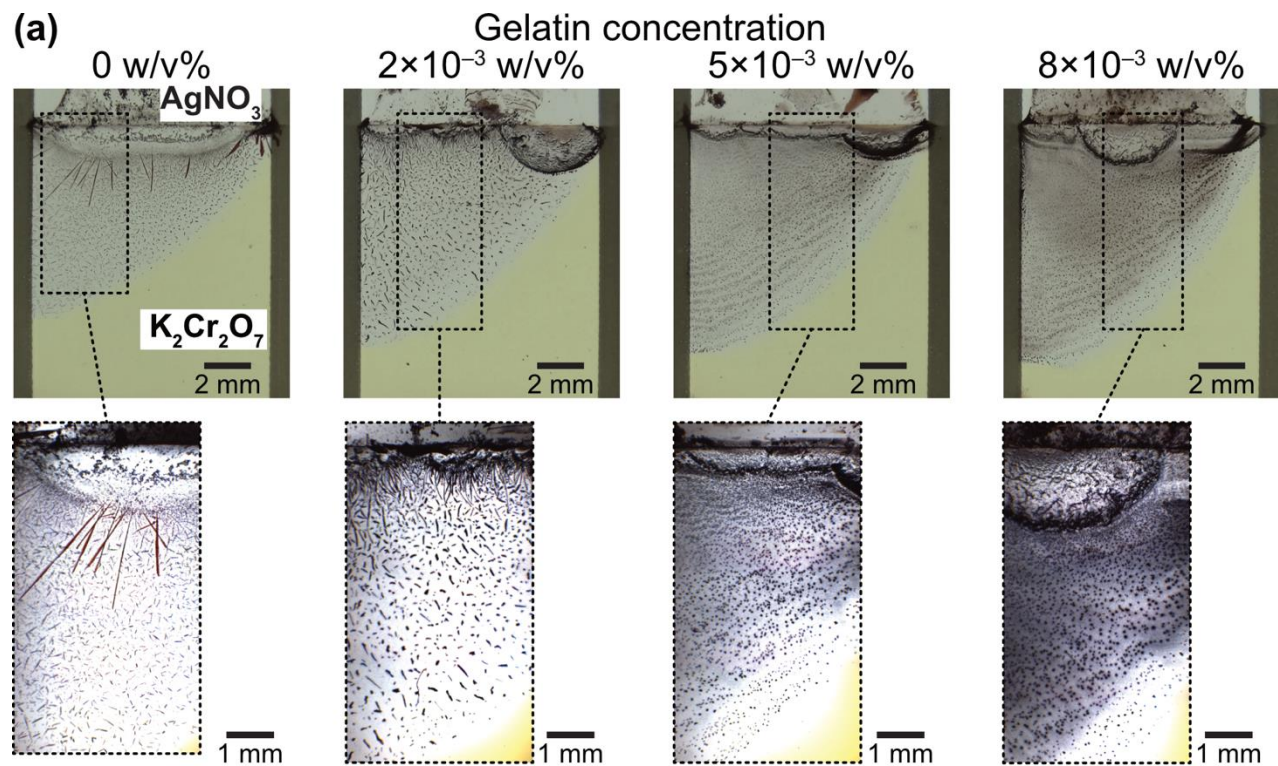 (a)
Gelatin concentration
0 w/v%
2×10⁻³ w/v%
5×10⁻³ w/v%
8×10⁻³ w/v%
AgNO₃
K₂Cr₂O₇
2 mm
2 mm
2 mm
2 mm
1 mm
1 mm
1 mm
1 mm